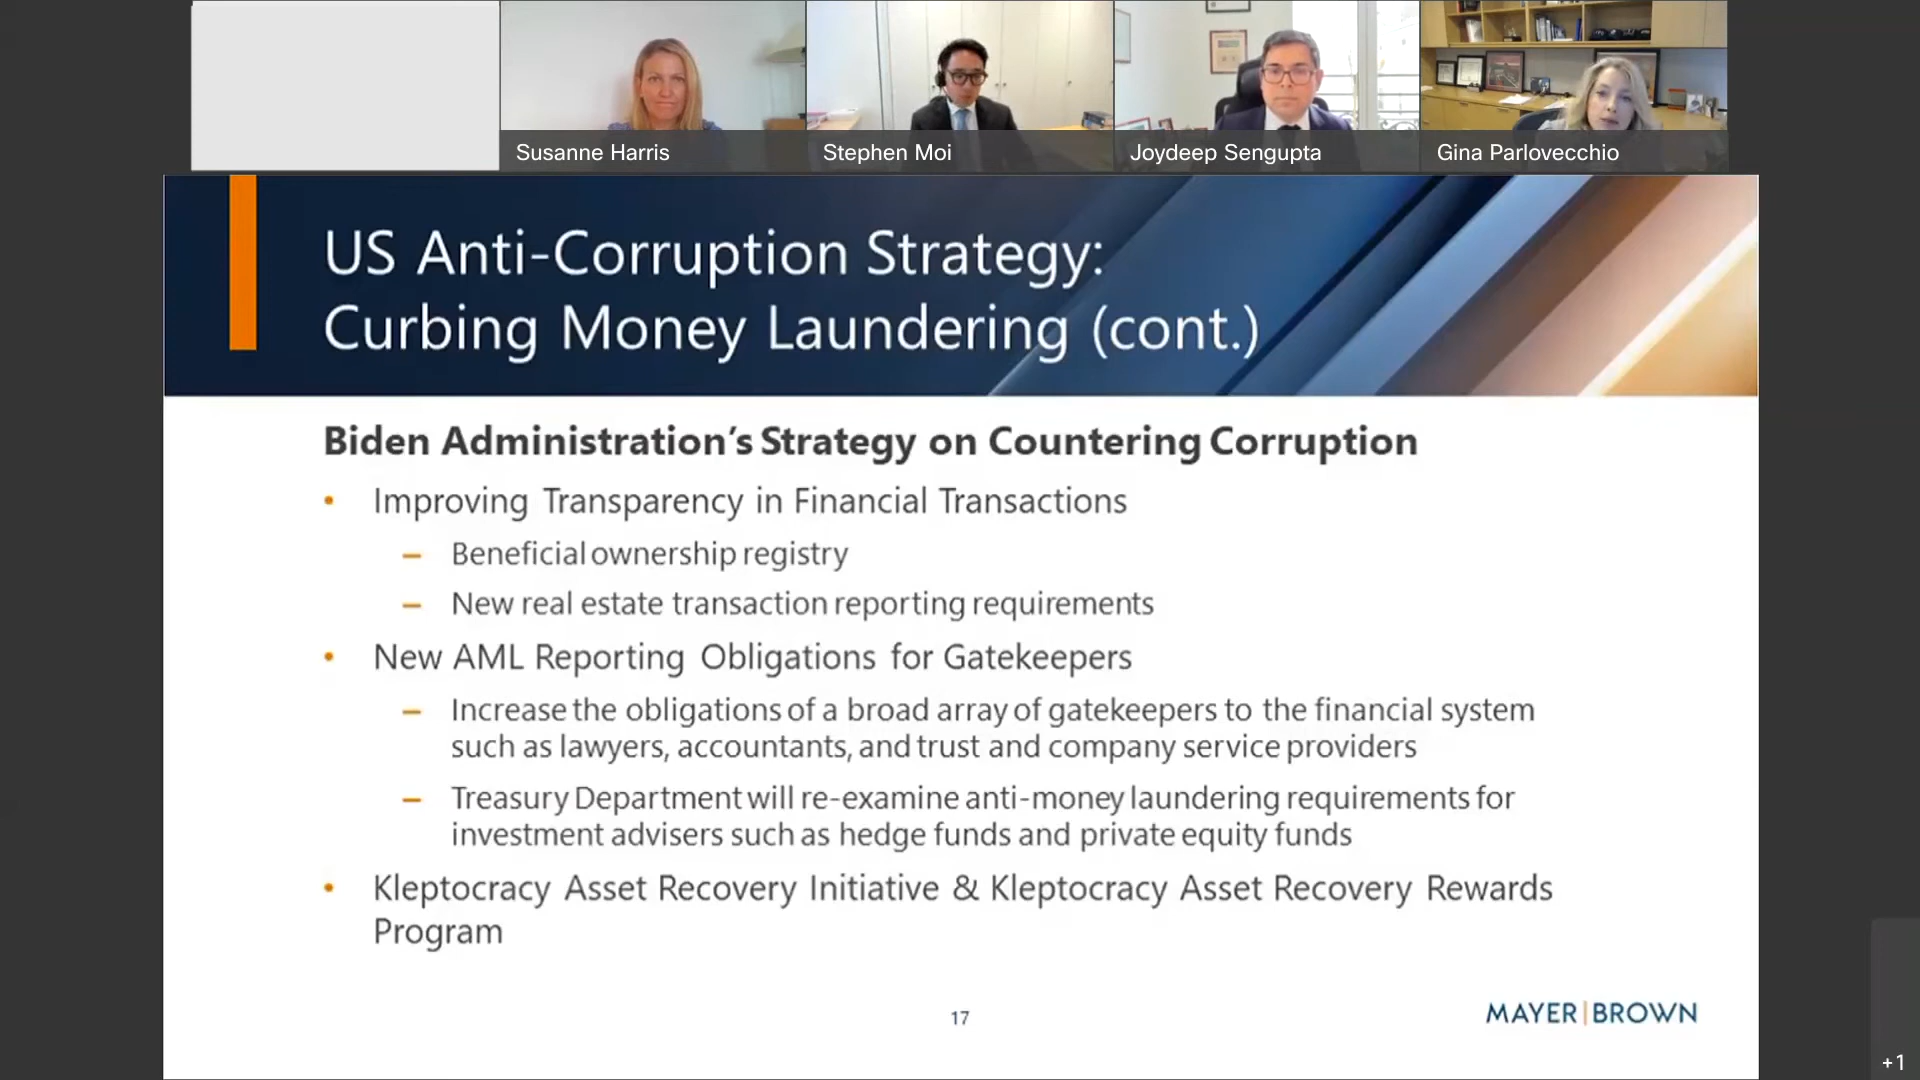 Susanne Harris
Stephen Moi
Joydeep Sengupta
Gina Parlovecchio
US Anti-Corruption Strategy:
Curbing Money Laundering (cont.)
Biden Administration's Strategy on Countering Corruption
• Improving Transparency in Financial Transactions
– Beneficial ownership registry
– New real estate transaction reporting requirements
• New AML Reporting Obligations for Gatekeepers
– Increase the obligations of a broad array of gatekeepers to the financial system
such as lawyers, accountants, and trust and company service providers
– Treasury Department will re-examine anti-money laundering requirements for
investment advisers such as hedge funds and private equity funds
• Kleptocracy Asset Recovery Initiative & Kleptocracy Asset Recovery Rewards
Program
17
MAYER|BROWN
+1